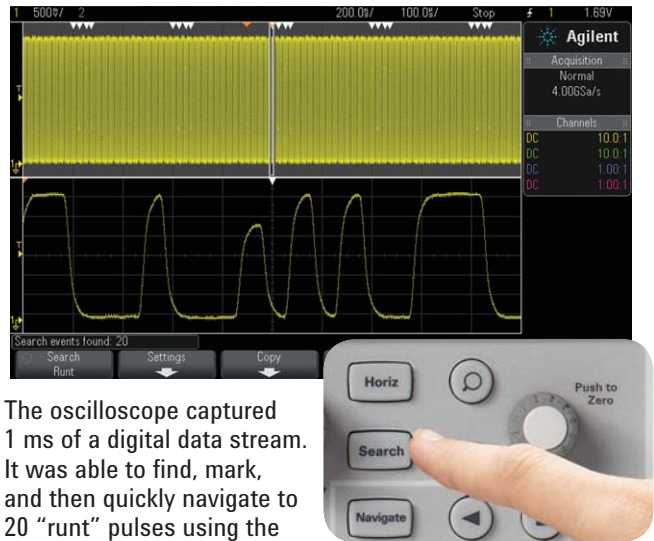 1 500▽/ 2 200.0▽/ 100.0▽/ Stop 1 1.69V
Agilent
Acquisition
Normal
4.00GSa/s
Channels
DC 10.0:1
DC 10.0:1
DC 1.00:1
DC 1.00:1
T
T
Search events found: 20
Search
Runt
Settings
Copy
Horiz
Push to
Zero
Search
Navigate
The oscilloscope captured
1 ms of a digital data stream.
It was able to find, mark,
and then quickly navigate to
20 “runt” pulses using the